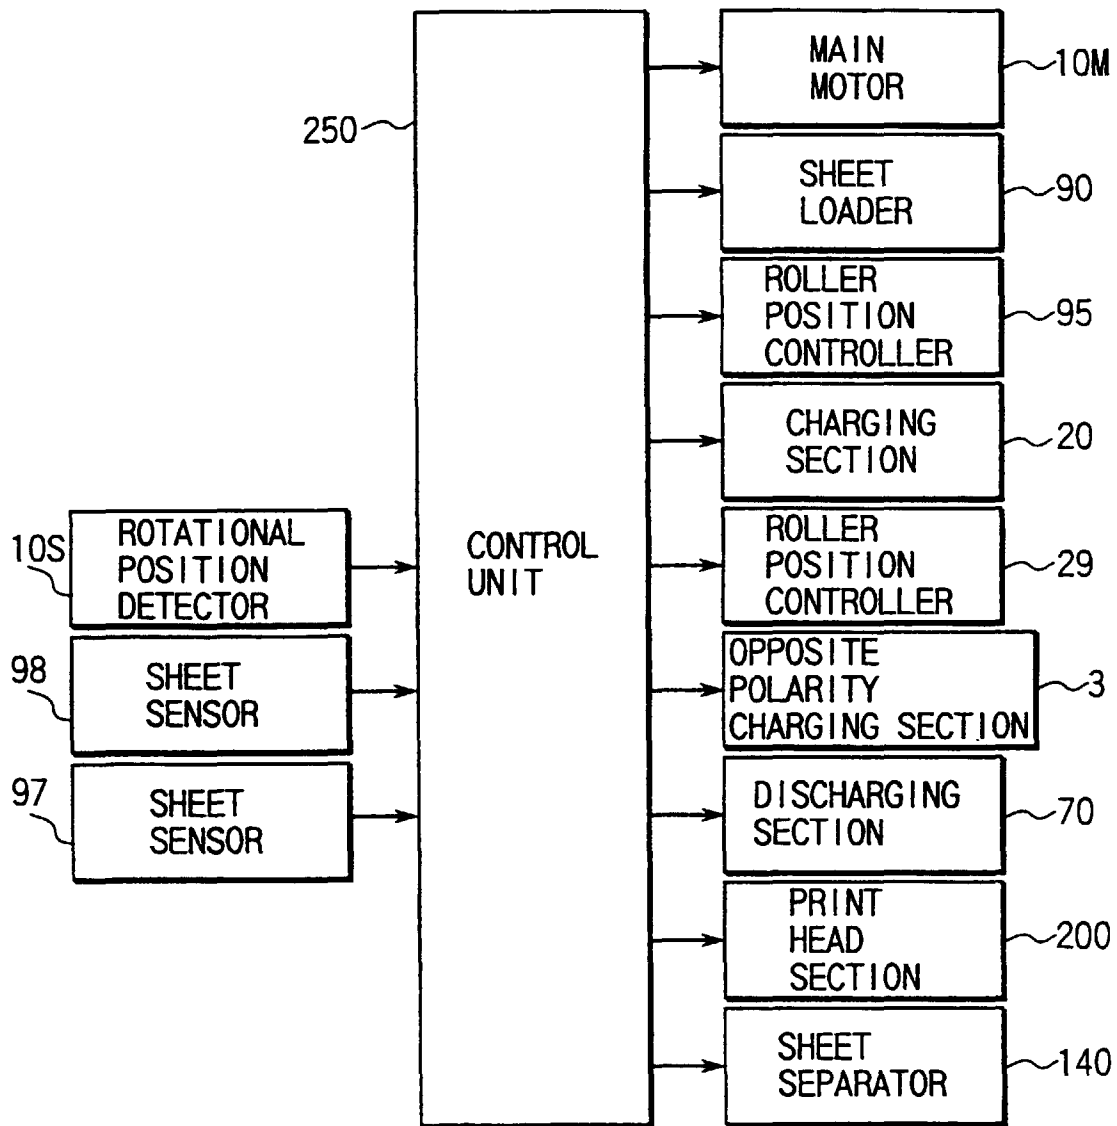 250
CONTROL
UNIT
10S
ROTATIONAL
POSITION
DETECTOR
98
SHEET
SENSOR
97
SHEET
SENSOR
MAIN
MOTOR
10M
SHEET
LOADER
90
ROLLER
POSITION
CONTROLLER
95
CHARGING
SECTION
20
ROLLER
POSITION
CONTROLLER
29
OPPOSITE
POLARITY
CHARGING SECTION
3
DISCHARGING
SECTION
70
PRINT
HEAD
SECTION
200
SHEET
SEPARATOR
140